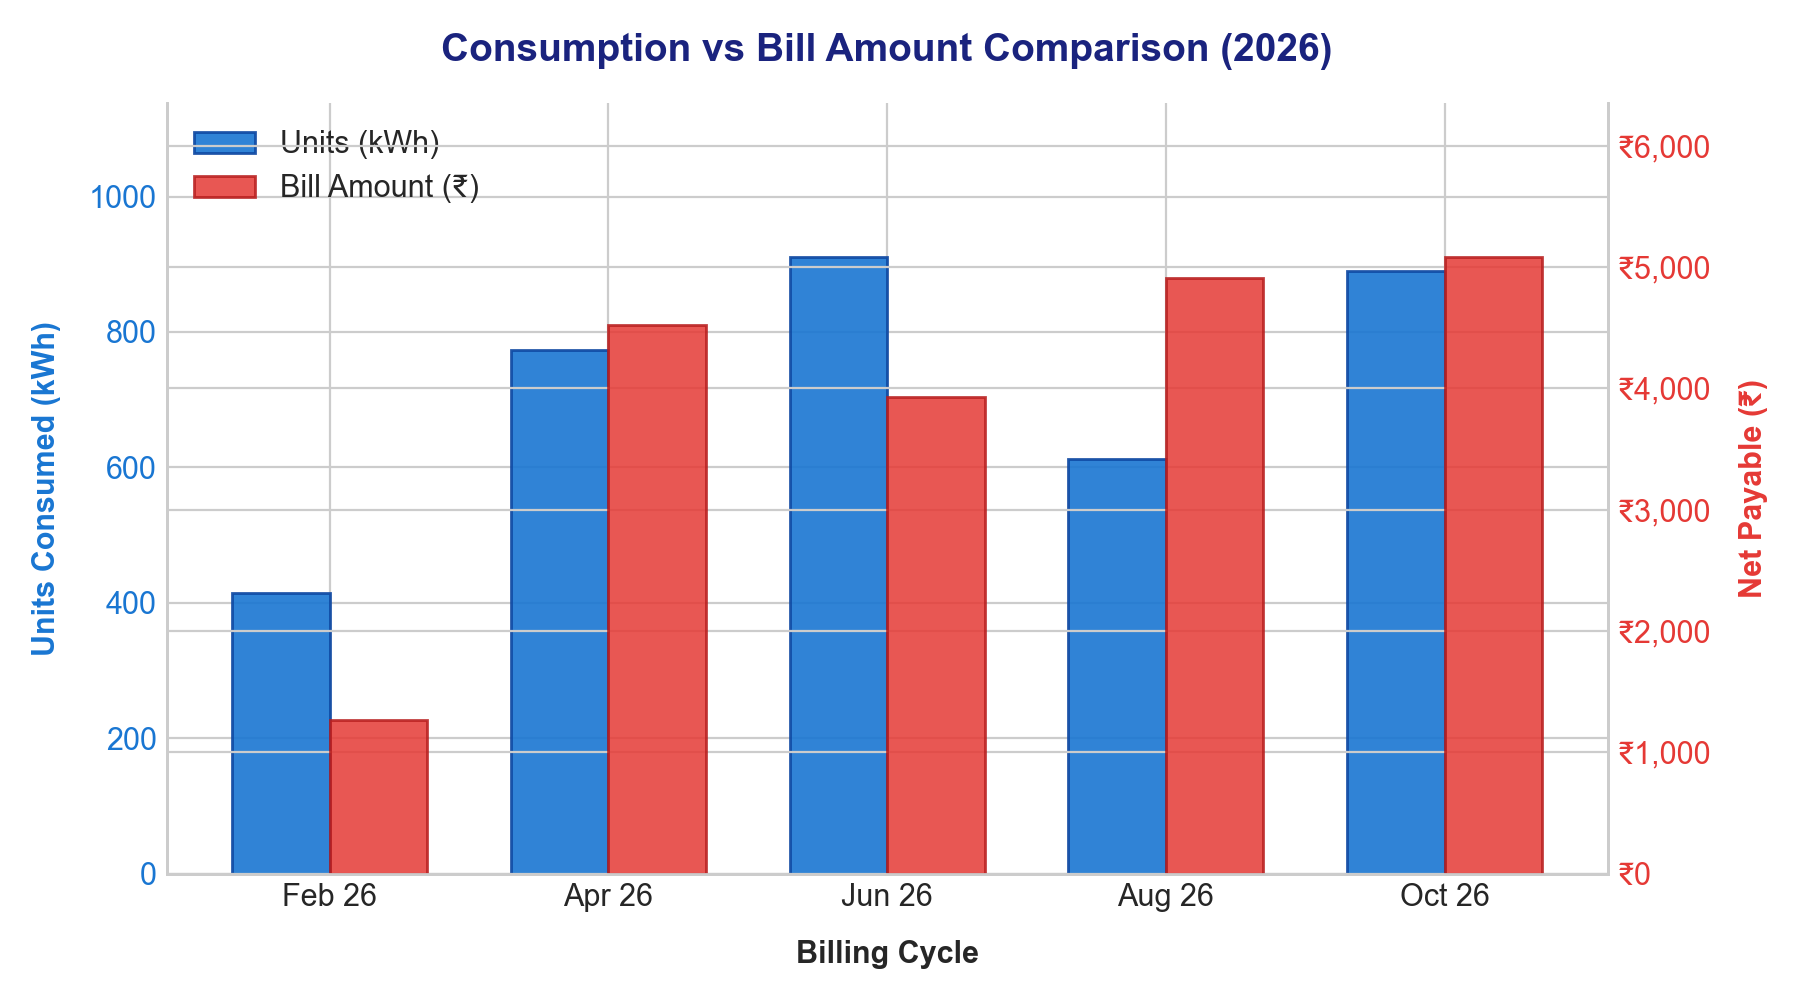 Consumption vs Bill Amount Comparison (2026)
Units (kWh)
Bill Amount (₹)
1000
800
600
400
200
0
Units Consumed (kWh)
₹6,000
₹5,000
₹4,000
₹3,000
₹2,000
₹1,000
₹0
Net Payable (₹)
Feb 26 Apr 26 Jun 26 Aug 26 Oct 26
Billing Cycle